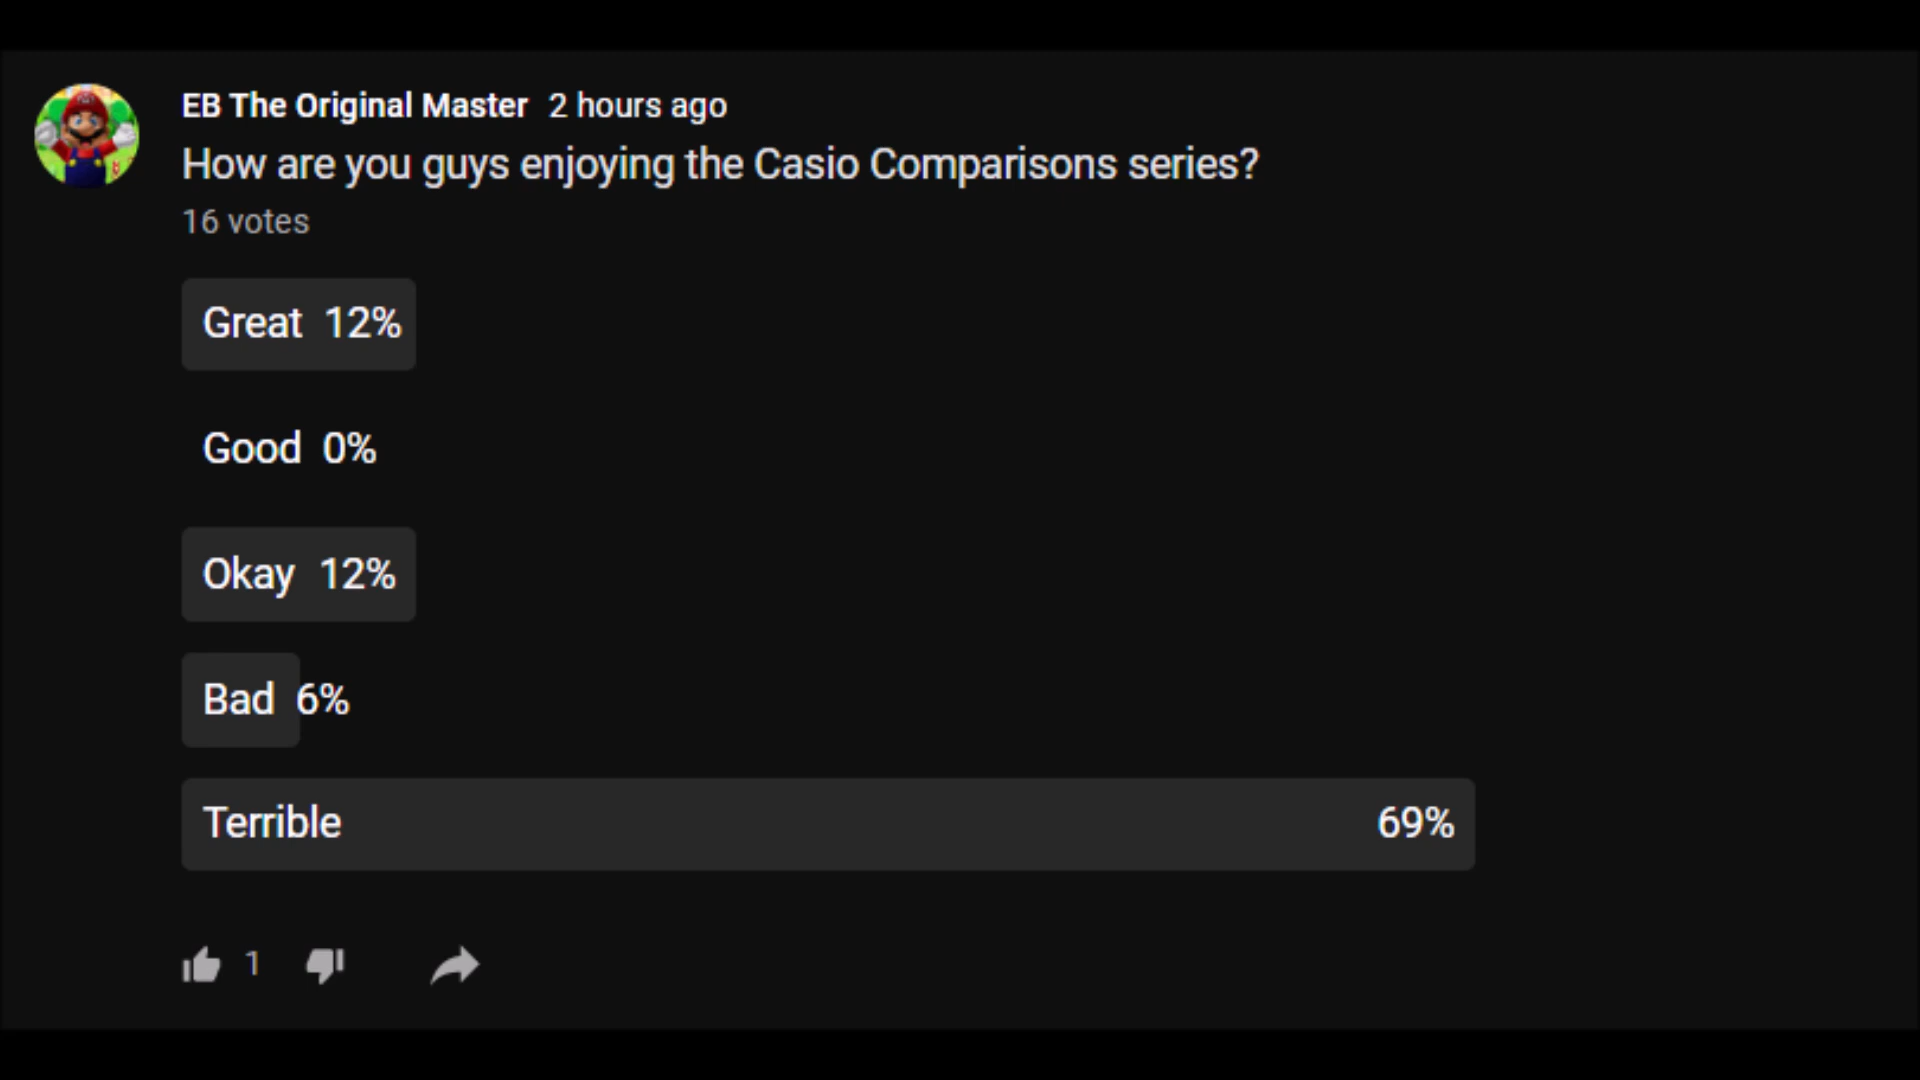 EB The Original Master 2 hours ago
How are you guys enjoying the Casio Comparisons series?
16 votes
Great 12%
Good 0%
Okay 12%
Bad 6%
Terrible 69%
1